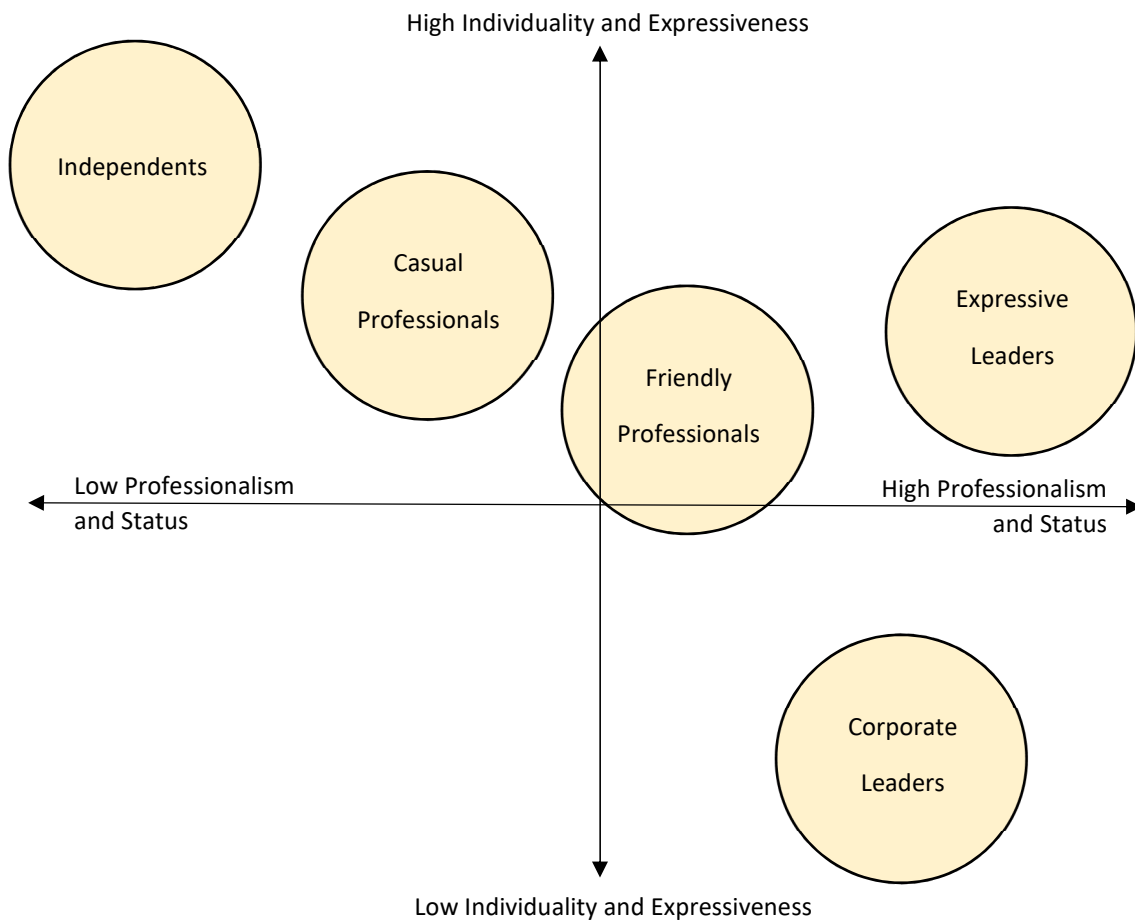 High Individuality and Expressiveness
Independents
Casual
Professionals
Expressive
Leaders
Friendly
Professionals
Low Professionalism
and Status
High Professionalism
and Status
Corporate
Leaders
Low Individuality and Expressiveness